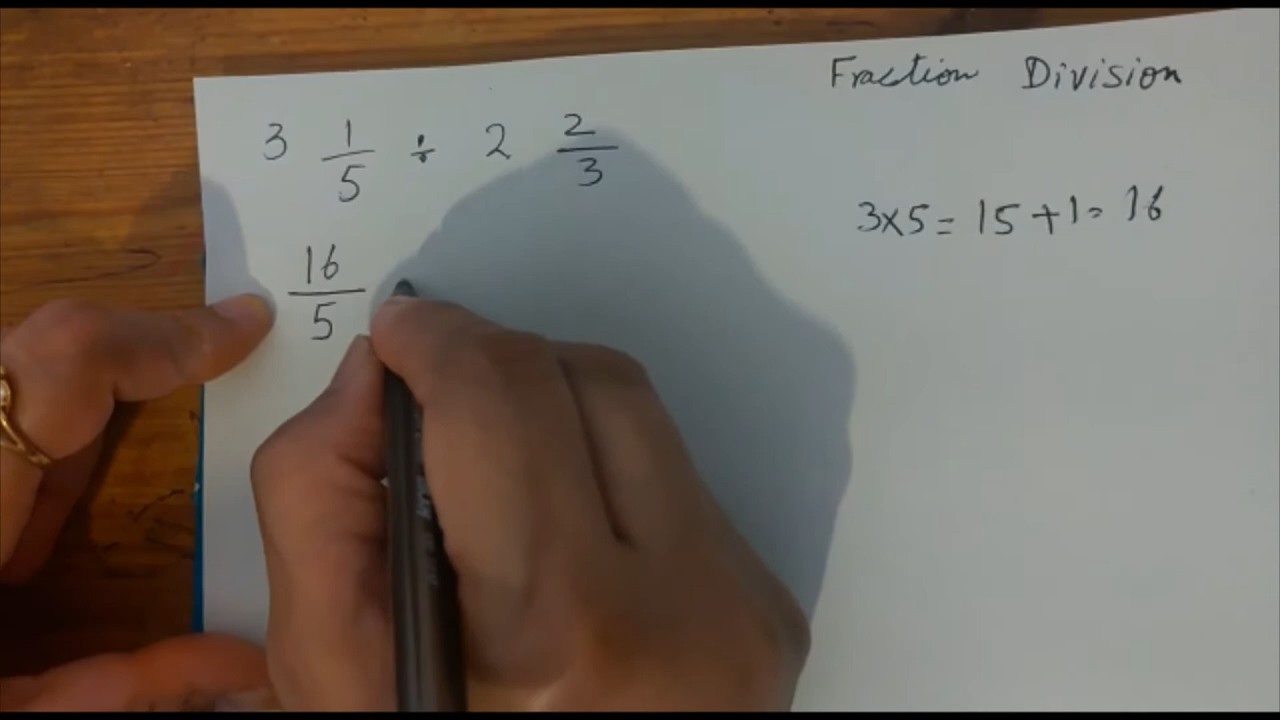 Fraction Division
3 1/5 ÷ 2 2/3
3x5 = 15 + 1 = 16
16/5